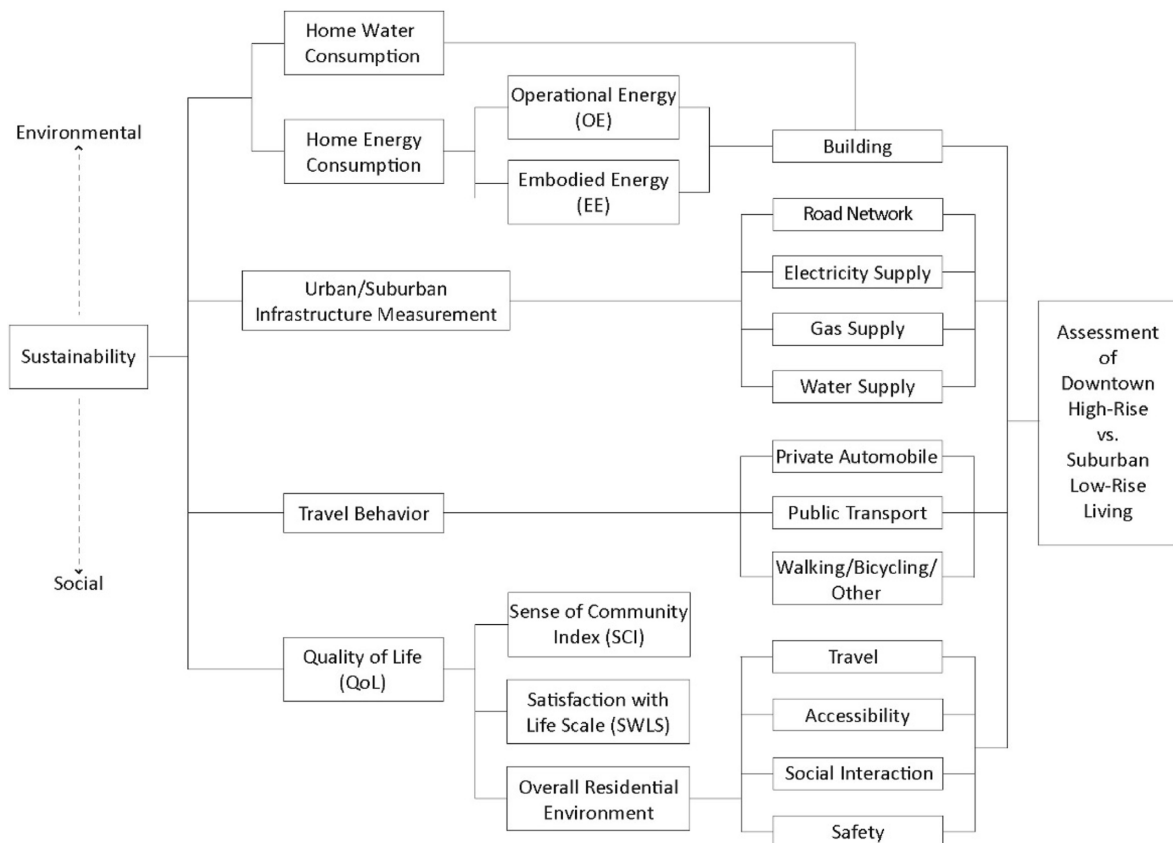 Environmental
Sustainability
Social
Home Water
Consumption
Home Energy
Consumption
Urban/Suburban
Infrastructure Measurement
Travel Behavior
Quality of Life
(QoL)
Operational Energy
(OE)
Embodied Energy
(EE)
Sense of Community
Index (SCI)
Satisfaction with
Life Scale (SWLS)
Overall Residential
Environment
Building
Road Network
Electricity Supply
Gas Supply
Water Supply
Private Automobile
Public Transport
Walking/Bicycling/
Other
Travel
Accessibility
Social Interaction
Safety
Assessment
of
Downtown
High-Rise
vs.
Suburban
Low-Rise
Living